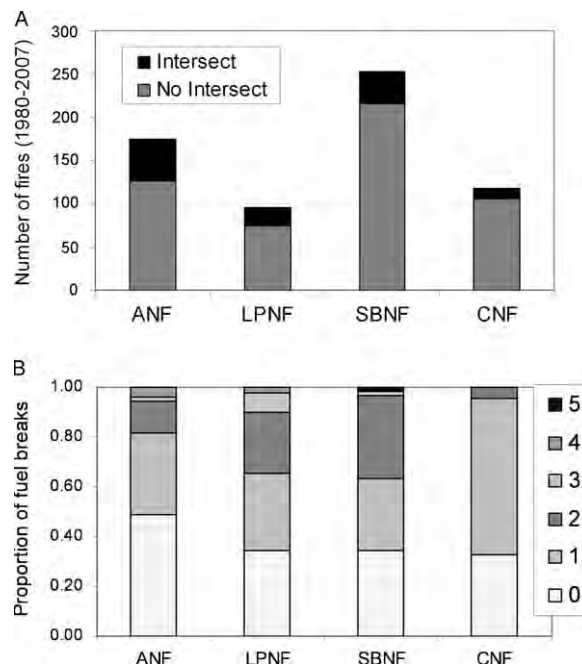 A
Number of fires (1980-2007)
300
250
200
150
100
50
0
Intersect
No Intersect
ANF LPNF SBNF CNF
B
Proportion of fuel breaks
1.00
0.80
0.60
0.40
0.20
0.00
5
4
3
2
1
0
ANF LPNF SBNF CNF